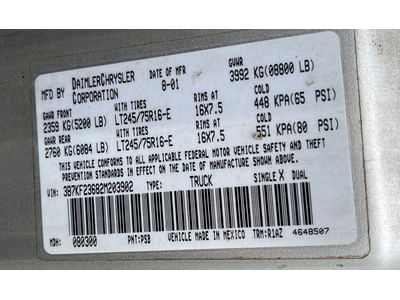 MFD BY DAIMLERCHRYSLER CORPORATION DATE OF MFR 8-01 GVWR 3992 KG(08800 LB)
GAWR FRONT WITH TIRES RIMS AT COLD
2359 KG(5200 LB) LT245/75R16-E 16X7.5 448 KPA(65 PSI)
GAWR REAR WITH TIRES RIMS AT COLD
2760 KG(6084 LB) LT245/75R16-E 16X7.5 551 KPA(80 PSI)
THIS VEHICLE CONFORMS TO ALL APPLICABLE FEDERAL MOTOR VEHICLE SAFETY, BUMPER, AND THEFT
PREVENTION STANDARDS IN EFFECT ON THE DATE OF MANUFACTURE SHOWN ABOVE.
VIN: 3B7KF23682M203902 TYPE: TRUCK SINGLE X DUAL
MDH: 080300 PNT: PSB VEHICLE MADE IN MEXICO TRM: R1AZ 4648507